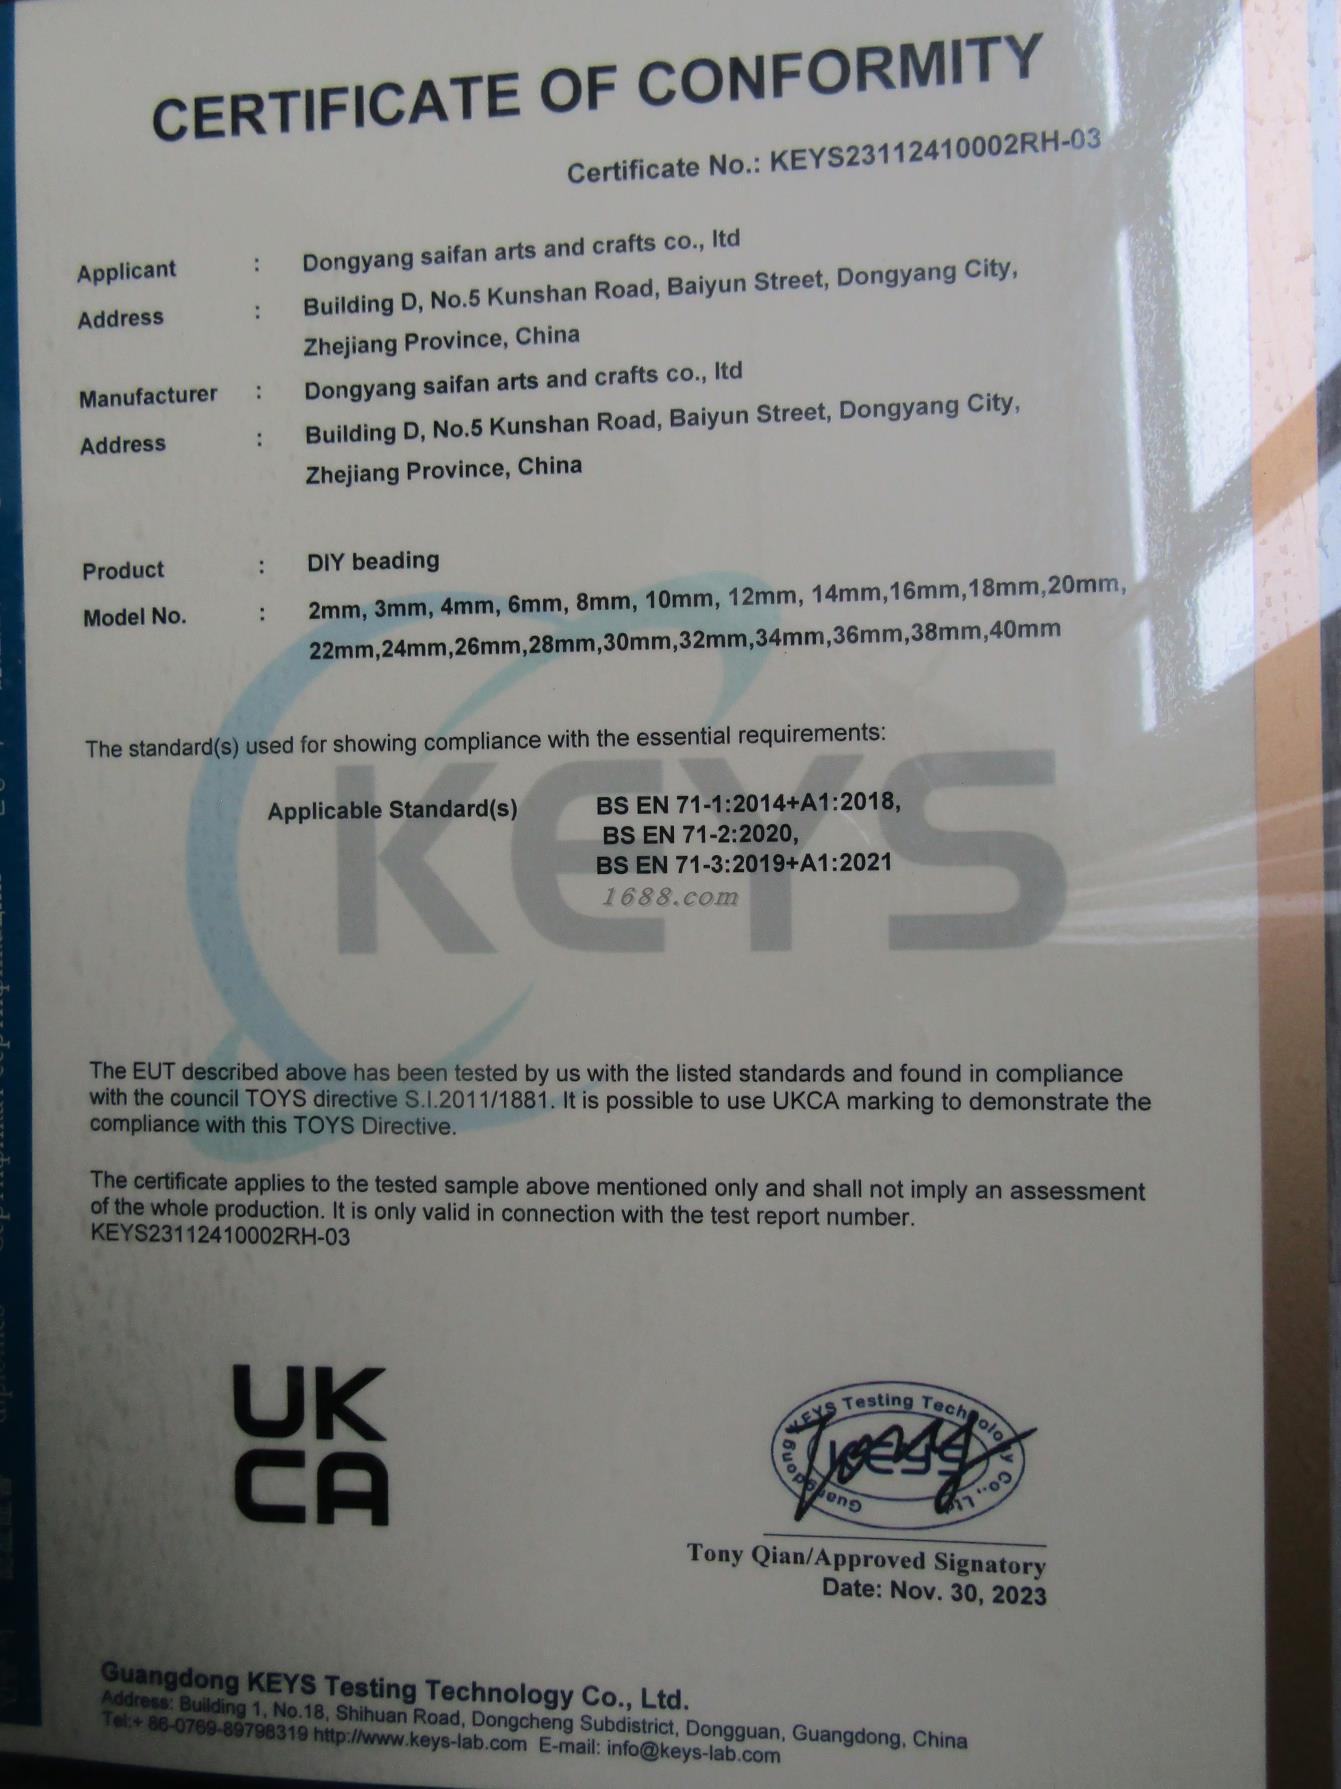 CERTIFICATE OF CONFORMITY
Certificate No.: KEYS23112410002RH-03
Applicant : Dongyang saifan arts and crafts co., ltd
Address : Building D, No.5 Kunshan Road, Baiyun Street, Dongyang City,
Zhejiang Province, China
Manufacturer : Dongyang saifan arts and crafts co., ltd
Address : Building D, No.5 Kunshan Road, Baiyun Street, Dongyang City,
Zhejiang Province, China
Product : DIY beading
Model No. : 2mm, 3mm, 4mm, 6mm, 8mm, 10mm, 12mm, 14mm,16mm,18mm,20mm,
22mm,24mm,26mm,28mm,30mm,32mm,34mm,36mm,38mm,40mm
The standard(s) used for showing compliance with the essential requirements:
KEYS
Applicable Standard(s) BS EN 71-1:2014+A1:2018,
BS EN 71-2:2020,
BS EN 71-3:2019+A1:2021
1688.com
The EUT described above has been tested by us with the listed standards and found in compliance
with the council TOYS directive S.I.2011/1881. It is possible to use UKCA marking to demonstrate the
compliance with this TOYS Directive.
The certificate applies to the tested sample above mentioned only and shall not imply an assessment
of the whole production. It is only valid in connection with the test report number.
KEYS23112410002RH-03
UK
CA
Guangdong KEYS Testing Technology Co., Ltd
keys
Tony Qian/Approved Signatory
Date: Nov. 30, 2023
Guangdong KEYS Testing Technology Co., Ltd.
Address: Building 1, No.18, Shihuan Road, Dongcheng Subdistrict, Dongguan, Guangdong, China
Tel:+ 86-0769-89798319 http://www.keys-lab.com E-mail: info@keys-lab.com